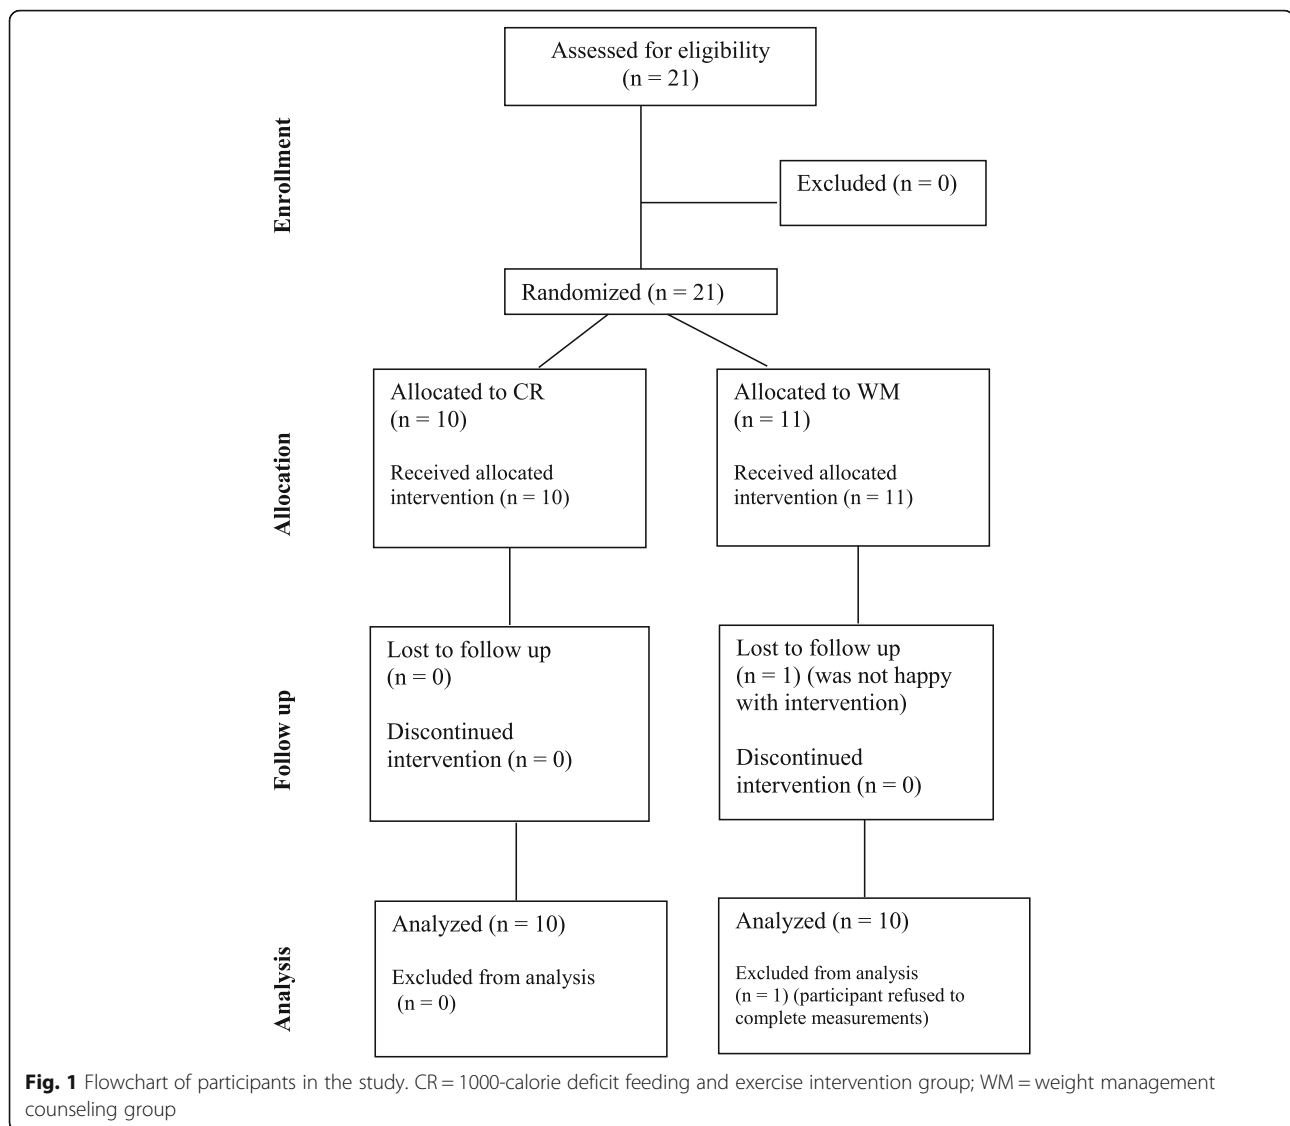 Assessed for eligibility
(n = 21)
Enrollment
Excluded (n = 0)
Randomized (n = 21)
Allocation
Allocated to CR
(n = 10)
Received allocated
intervention (n = 10)
Allocated to WM
(n = 11)
Received allocated
intervention (n = 11)
Follow up
Lost to follow up
(n = 0)
Discontinued
intervention (n = 0)
Lost to follow up
(n = 1) (was not happy
with intervention)
Discontinued
intervention (n = 0)
Analysis
Analyzed (n = 10)
Excluded from analysis
(n = 0)
Analyzed (n = 10)
Excluded from analysis
(n = 1) (participant refused to
complete measurements)
Fig. 1 Flowchart of participants in the study. CR = 1000-calorie deficit feeding and exercise intervention group; WM = weight management
counseling group